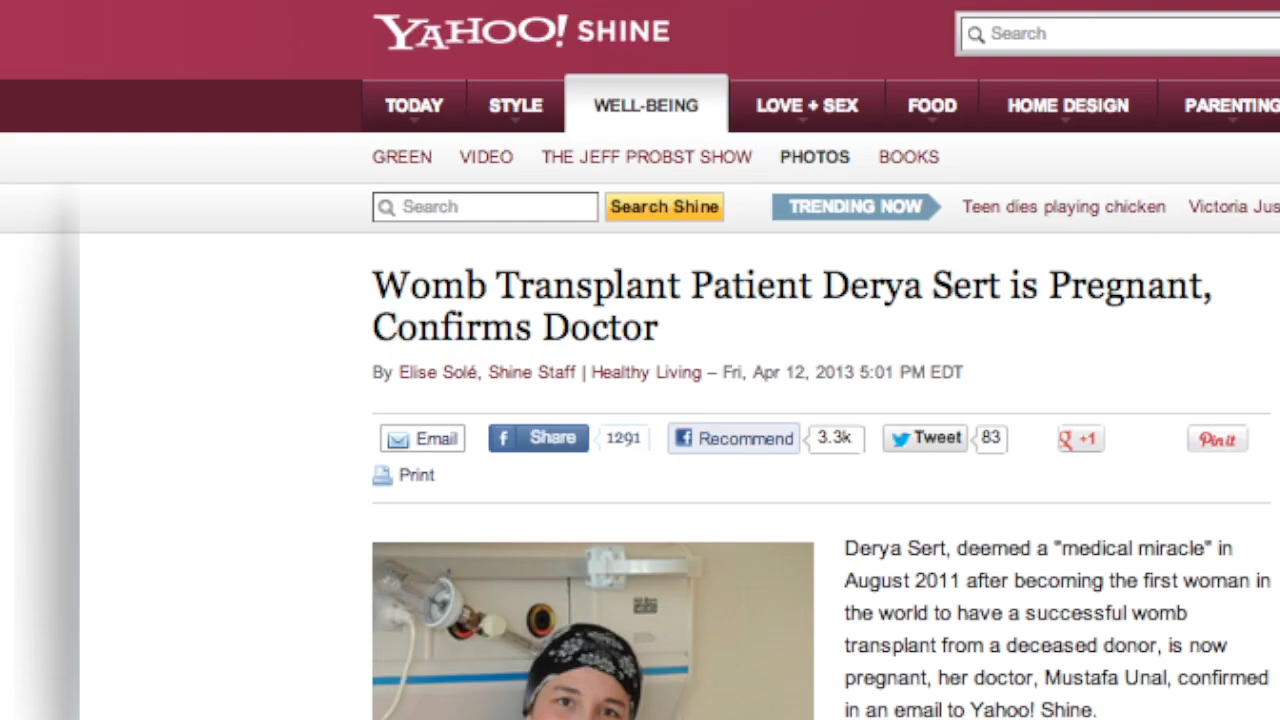 YAHOO! SHINE
Search
TODAY STYLE WELL-BEING LOVE + SEX FOOD HOME DESIGN PARENTING
GREEN VIDEO THE JEFF PROBST SHOW PHOTOS BOOKS
Search Search Shine TRENDING NOW Teen dies playing chicken Victoria Jus
Womb Transplant Patient Derya Sert is Pregnant,
Confirms Doctor
By Elise Solé, Shine Staff | Healthy Living – Fri, Apr 12, 2013 5:01 PM EDT
Email f Share 1291 f Recommend 3.3k Tweet 83 g +1 Pin it
Print
Derya Sert, deemed a "medical miracle" in
August 2011 after becoming the first woman in
the world to have a successful womb
transplant from a deceased donor, is now
pregnant, her doctor, Mustafa Unal, confirmed
in an email to Yahoo! Shine.